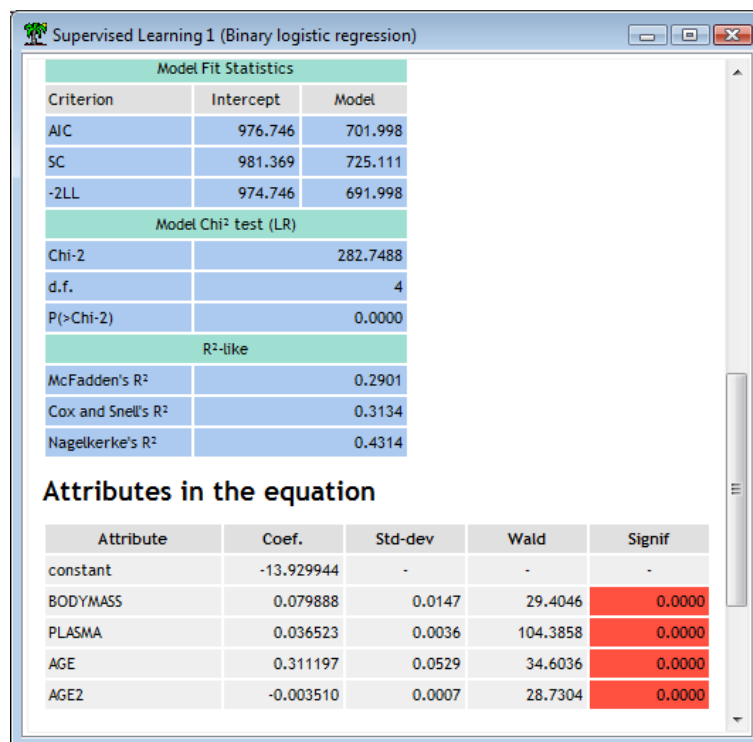 Supervised Learning 1 (Binary logistic regression)
Model Fit Statistics
Criterion Intercept Model
AIC 976.746 701.998
SC 981.369 725.111
-2LL 974.746 691.998
Model Chi² test (LR)
Chi-2 282.7488
d.f. 4
P(>Chi-2) 0.0000
R²-like
McFadden's R² 0.2901
Cox and Snell's R² 0.3134
Nagelkerke's R² 0.4314
Attributes in the equation
Attribute Coef. Std-dev Wald Signif
constant -13.929944 - - -
BODYMASS 0.079888 0.0147 29.4046 0.0000
PLASMA 0.036523 0.0036 104.3858 0.0000
AGE 0.311197 0.0529 34.6036 0.0000
AGE2 -0.003510 0.0007 28.7304 0.0000